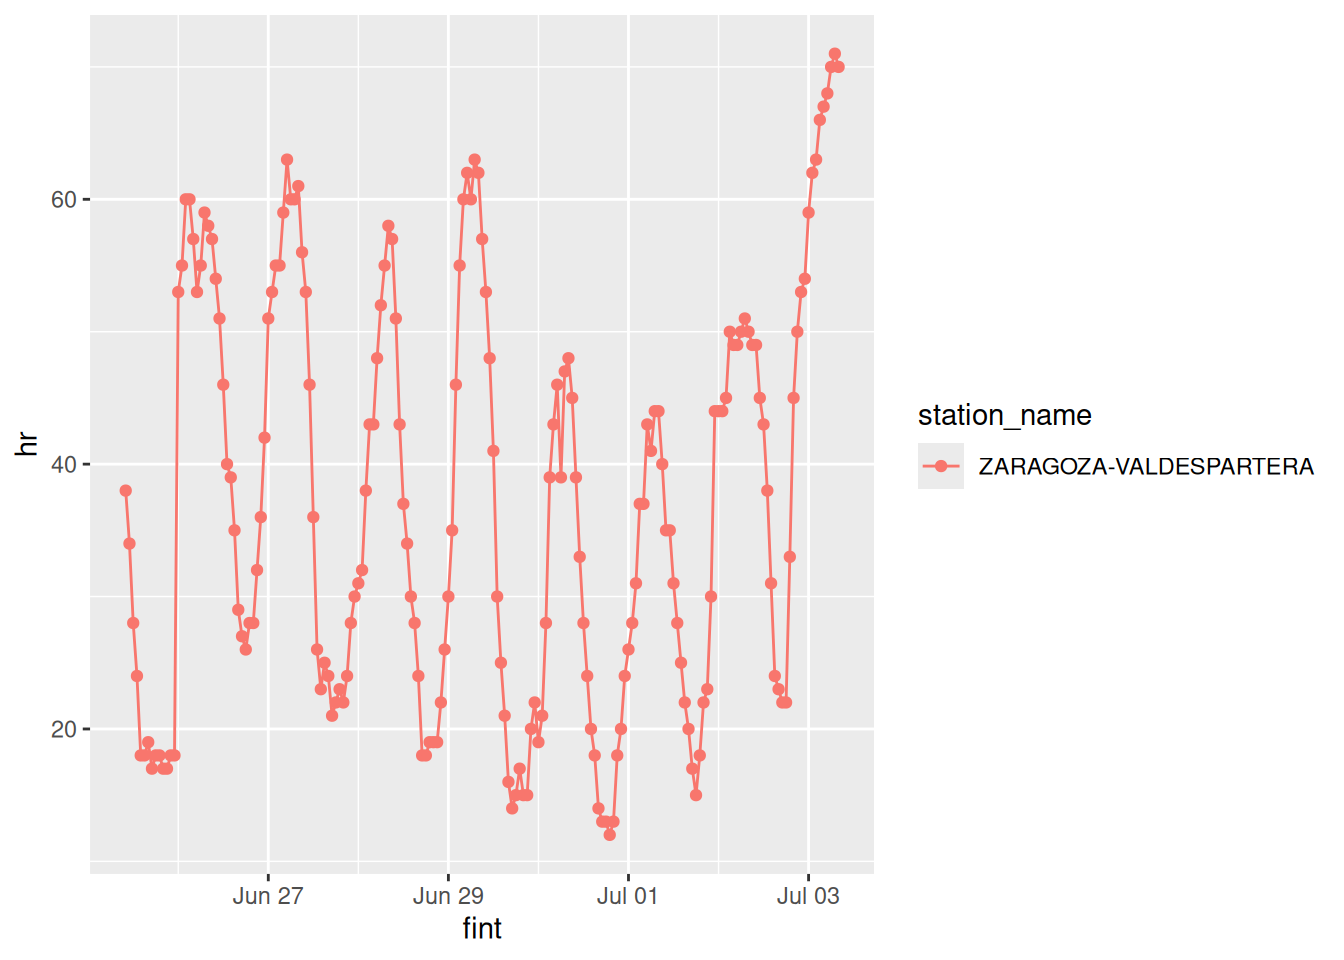 60
40
20
hr
Jun 27
Jun 29
Jul 01
Jul 03
fint
station_name
ZARAGOZA-VALDESPARTERA